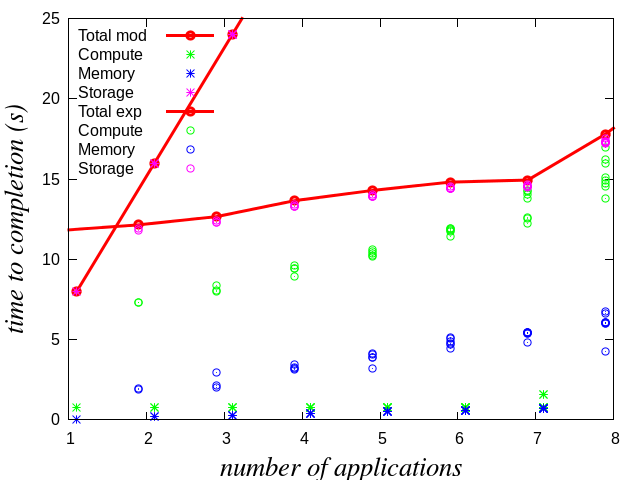 25
20
15
10
5
0
time to completion (s)
Total mod
Compute
Memory
Storage
Total exp
Compute
Memory
Storage
1 2 3 4 5 6 7 8
number of applications